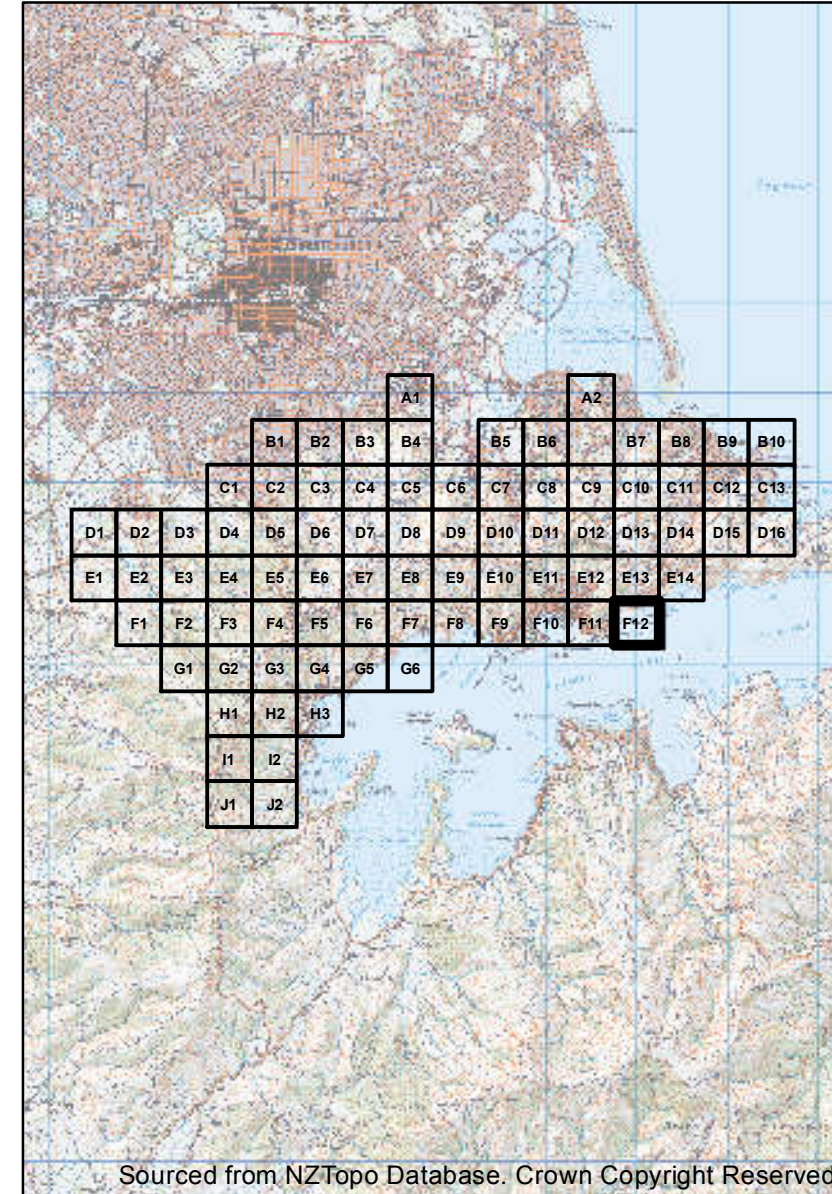 A1 A2
B1 B2 B3 B4 B5 B6 B7 B8 B9 B10
C1 C2 C3 C4 C5 C6 C7 C8 C9 C10 C11 C12 C13
D1 D2 D3 D4 D5 D6 D7 D8 D9 D10 D11 D12 D13 D14 D15 D16
E1 E2 E3 E4 E5 E6 E7 E8 E9 E10 E11 E12 E13 E14
F1 F2 F3 F4 F5 F6 F7 F8 F9 F10 F11 F12
G1 G2 G3 G4 G5 G6
H1 H2 H3
I1 I2
J1 J2
Sourced from NZTopo Database. Crown Copyright Reserved